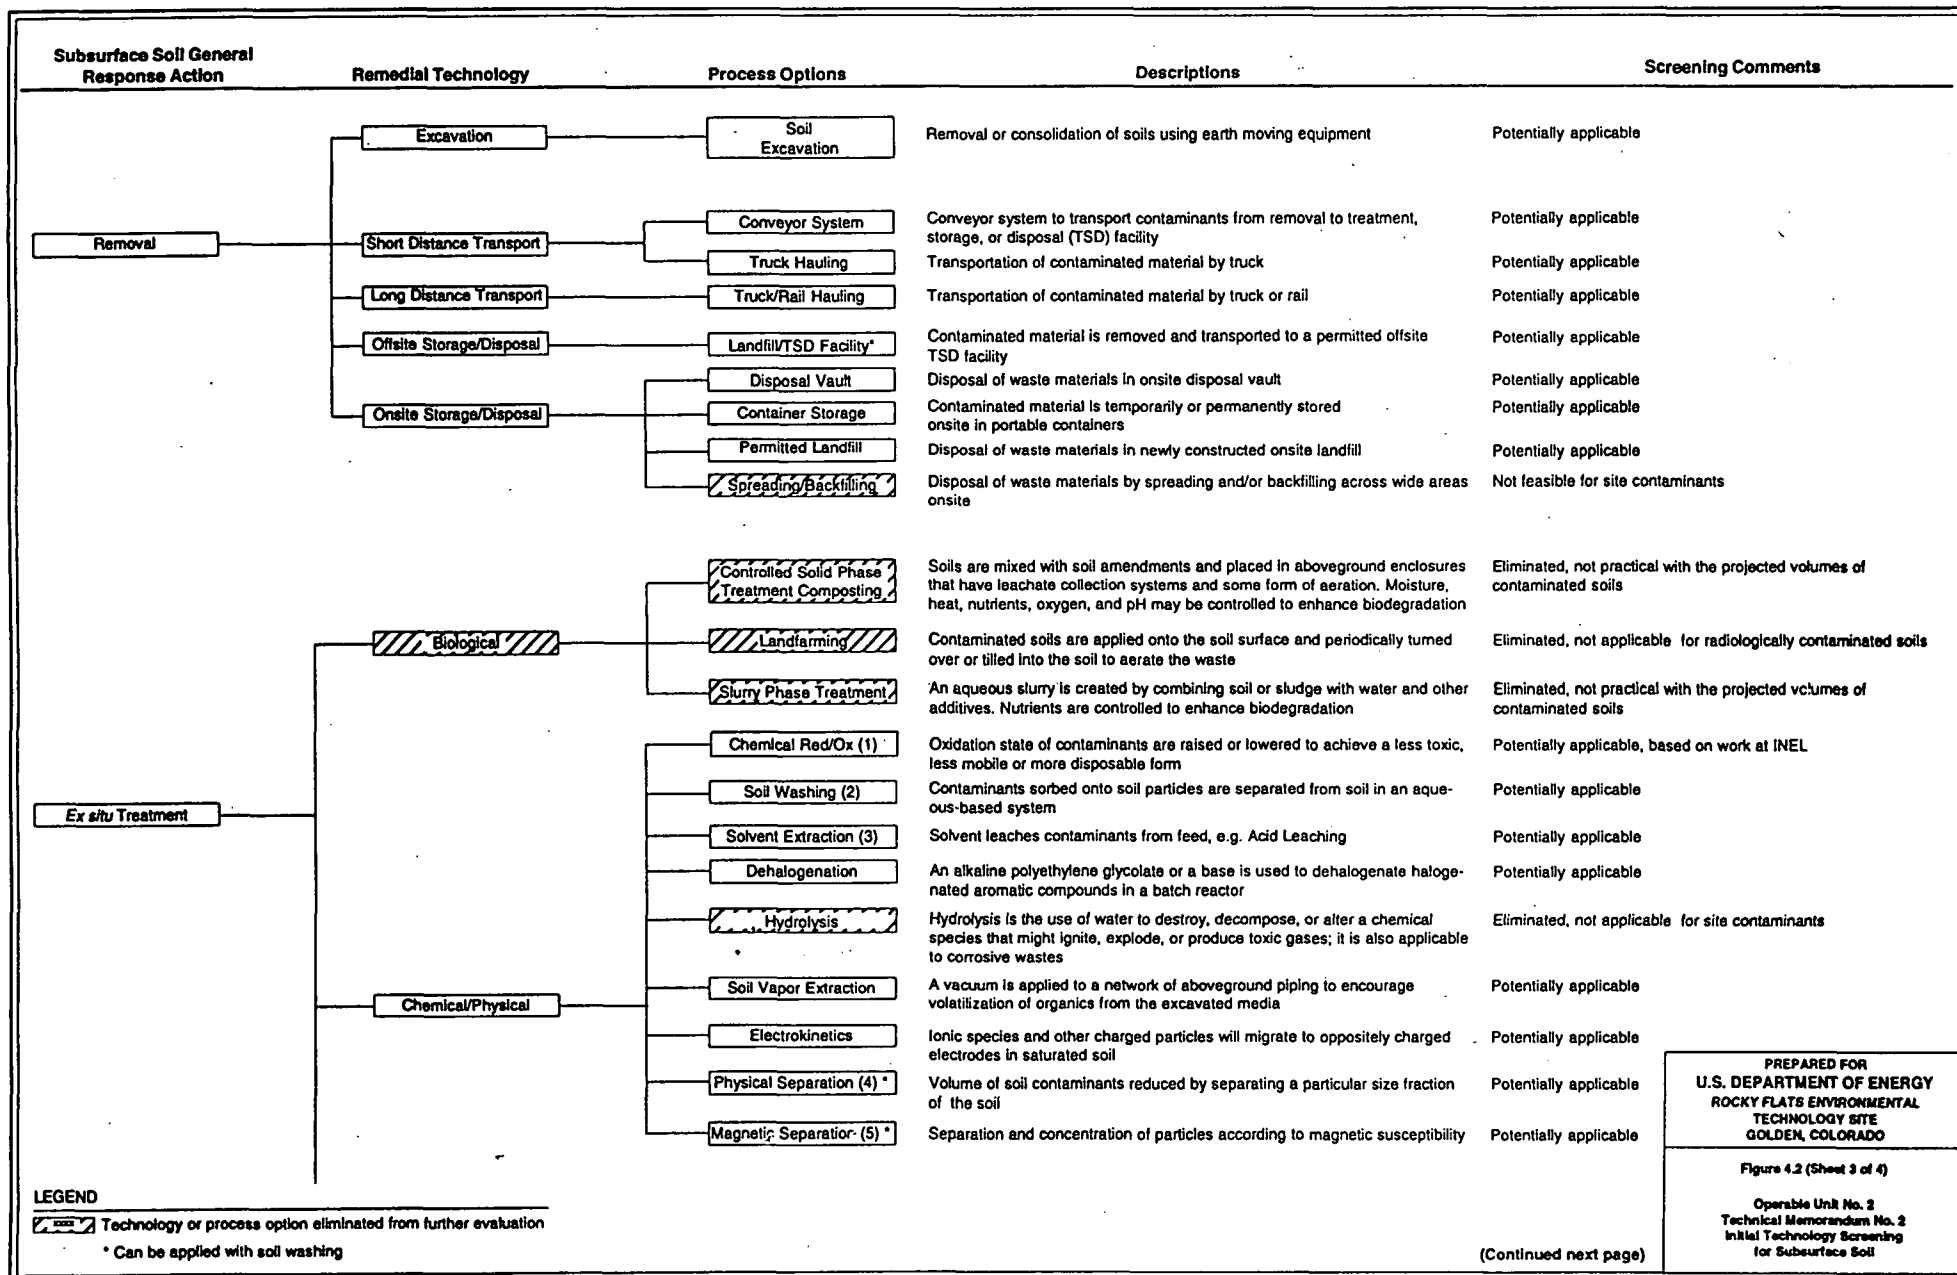 Subsurface Soil General
Response Action
Remedial Technology
Process Options
Descriptions
Screening Comments
Removal
Excavation
Soil
Excavation
Removal or consolidation of soils using earth moving equipment
Potentially applicable
Short Distance Transport
Conveyor System
Conveyor system to transport contaminants from removal to treatment,
storage, or disposal (TSD) facility
Potentially applicable
Truck Hauling
Transportation of contaminated material by truck
Potentially applicable
Long Distance Transport
Truck/Rail Hauling
Transportation of contaminated material by truck or rail
Potentially applicable
Offsite Storage/Disposal
Landfill/TSD Facility*
Contaminated material is removed and transported to a permitted offsite
TSD facility
Potentially applicable
Onsite Storage/Disposal
Disposal Vault
Disposal of waste materials in onsite disposal vault
Potentially applicable
Container Storage
Contaminated material is temporarily or permanently stored
onsite in portable containers
Potentially applicable
Permitted Landfill
Disposal of waste materials in newly constructed onsite landfill
Potentially applicable
Spreading/Backfilling
Disposal of waste materials by spreading and/or backfilling across wide areas
onsite
Not feasible for site contaminants
Ex situ Treatment
Biological
Controlled Solid Phase
Treatment Composting
Soils are mixed with soil amendments and placed in aboveground enclosures
that have leachate collection systems and some form of aeration. Moisture,
heat, nutrients, oxygen, and pH may be controlled to enhance biodegradation
Eliminated, not practical with the projected volumes of
contaminated soils
Landfarming
Contaminated soils are applied onto the soil surface and periodically turned
over or tilled into the soil to aerate the waste
Eliminated, not applicable for radiologically contaminated soils
Slurry Phase Treatment
An aqueous slurry is created by combining soil or sludge with water and other
additives. Nutrients are controlled to enhance biodegradation
Eliminated, not practical with the projected volumes of
contaminated soils
Chemical/Physical
Chemical Red/Ox (1)
Oxidation state of contaminants are raised or lowered to achieve a less toxic,
less mobile or more disposable form
Potentially applicable, based on work at INEL
Soil Washing (2)
Contaminants sorbed onto soil particles are separated from soil in an aque-
ous-based system
Potentially applicable
Solvent Extraction (3)
Solvent leaches contaminants from feed, e.g. Acid Leaching
Potentially applicable
Dehalogenation
An alkaline polyethylene glycolate or a base is used to dehalogenate haloge-
nated aromatic compounds in a batch reactor
Potentially applicable
Hydrolysis
Hydrolysis is the use of water to destroy, decompose, or alter a chemical
species that might ignite, explode, or produce toxic gases; it is also applicable
to corrosive wastes
Eliminated, not applicable for site contaminants
Soil Vapor Extraction
A vacuum is applied to a network of aboveground piping to encourage
volatilization of organics from the excavated media
Potentially applicable
Electrokinetics
Ionic species and other charged particles will migrate to oppositely charged
electrodes in saturated soil
Potentially applicable
Physical Separation (4) *
Volume of soil contaminants reduced by separating a particular size fraction
of the soil
Potentially applicable
Magnetic Separation (5) *
Separation and concentration of particles according to magnetic susceptibility
Potentially applicable
LEGEND
Technology or process option eliminated from further evaluation
* Can be applied with soil washing
(Continued next page)
PREPARED FOR
U.S. DEPARTMENT OF ENERGY
ROCKY FLATS ENVIRONMENTAL
TECHNOLOGY SITE
GOLDEN, COLORADO
Figure 4.2 (Sheet 3 of 4)
Operable Unit No. 2
Technical Memorandum No. 2
Initial Technology Screening
for Subsurface Soil